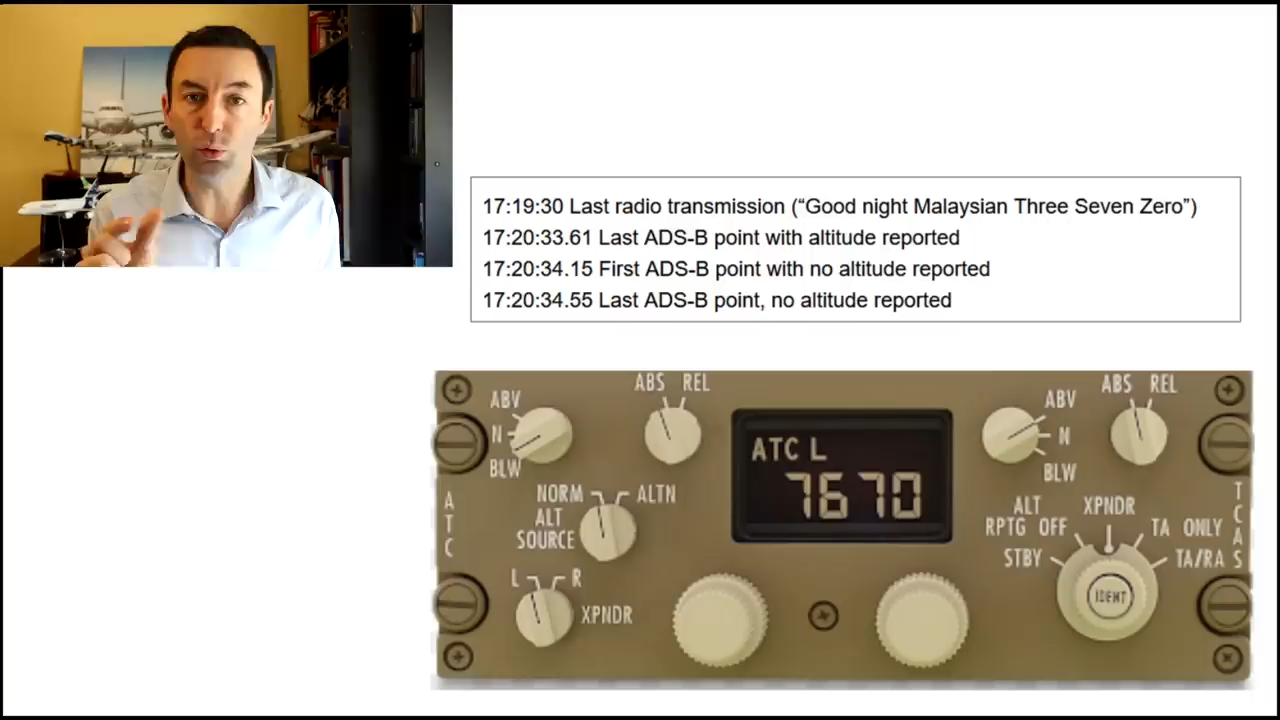 17:19:30 Last radio transmission (“Good night Malaysian Three Seven Zero”)
17:20:33.61 Last ADS-B point with altitude reported
17:20:34.15 First ADS-B point with no altitude reported
17:20:34.55 Last ADS-B point, no altitude reported
ABV
N
BLW
ABS REL
ATC L
7670
ABV
N
BLW
ABS REL
NORM ALTN
ALT
SOURCE
ATC
L R
XPNDR
ALT
RPTG OFF
XPNDR
TA ONLY
STBY
TA/RA
IDENT
TCAS